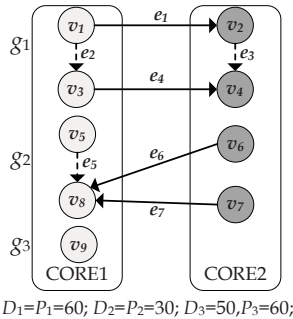 g1 v1 e1 v2
e2 e3
v3 e4 v4
v5 v6
g2 e5 e6
v8 e7 v7
g3 v9
CORE1 CORE2
D1=P1=60; D2=P2=30; D3=50,P3=60;